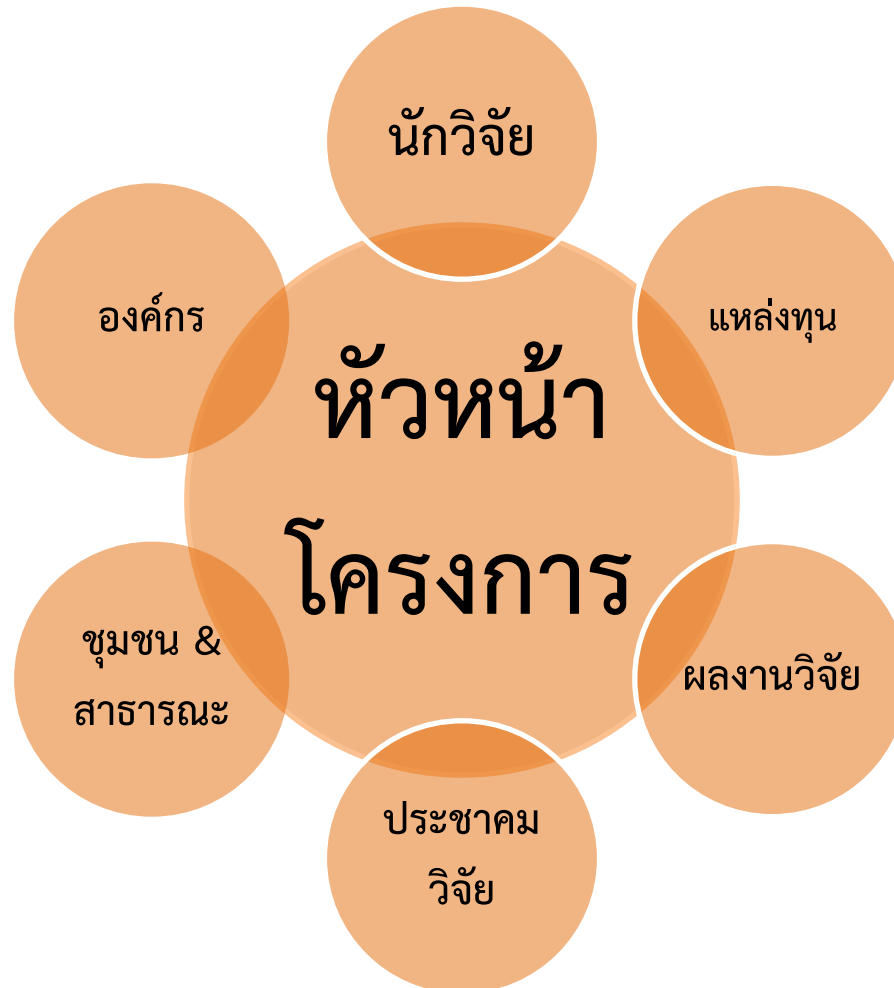 นักวิจัย
องค์กร
แหล่งทุน
หัวหน้า
โครงการ
ชุมชน &
สาธารณะ
ผลงานวิจัย
ประชาคม
วิจัย